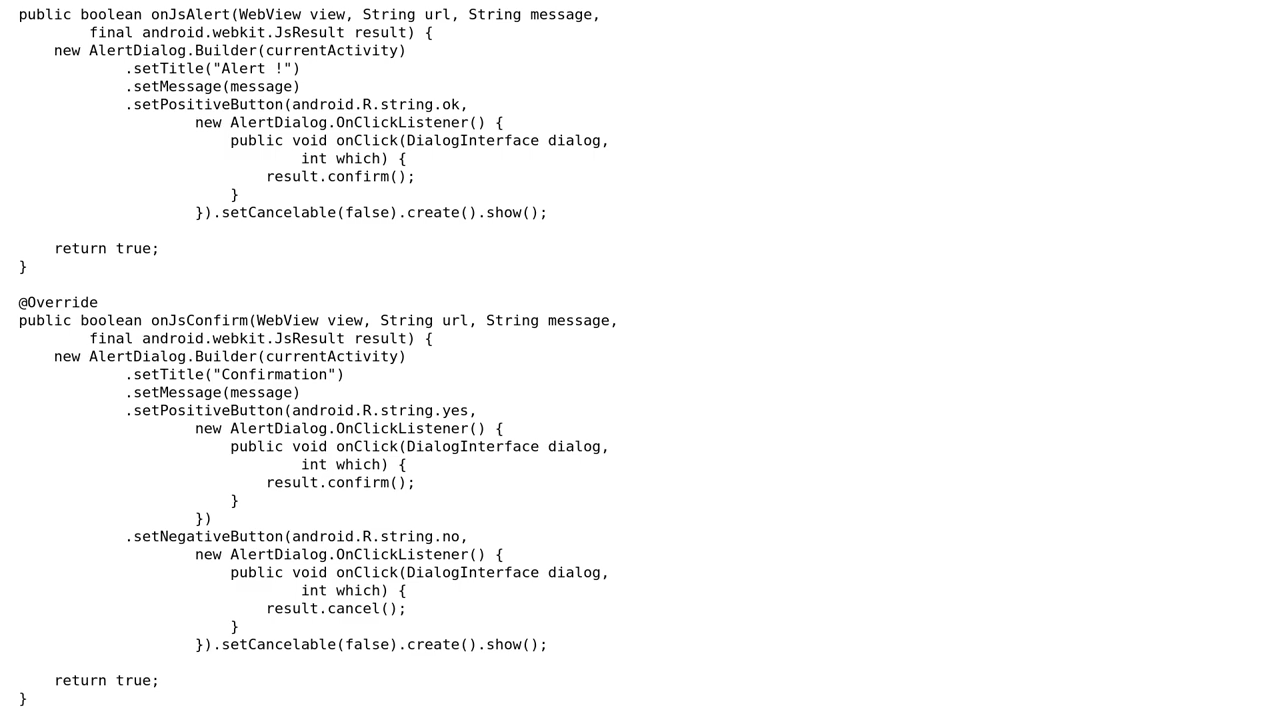 public boolean onJsAlert(WebView view, String url, String message,
        final android.webkit.JsResult result) {
    new AlertDialog.Builder(currentActivity)
            .setTitle("Alert !")
            .setMessage(message)
            .setPositiveButton(android.R.string.ok,
                    new AlertDialog.OnClickListener() {
                        public void onClick(DialogInterface dialog,
                                int which) {
                            result.confirm();
                        }
                    }).setCancelable(false).create().show();

    return true;
}

@Override
public boolean onJsConfirm(WebView view, String url, String message,
        final android.webkit.JsResult result) {
    new AlertDialog.Builder(currentActivity)
            .setTitle("Confirmation")
            .setMessage(message)
            .setPositiveButton(android.R.string.yes,
                    new AlertDialog.OnClickListener() {
                        public void onClick(DialogInterface dialog,
                                int which) {
                            result.confirm();
                        }
                    })
            .setNegativeButton(android.R.string.no,
                    new AlertDialog.OnClickListener() {
                        public void onClick(DialogInterface dialog,
                                int which) {
                            result.cancel();
                        }
                    }).setCancelable(false).create().show();

    return true;
}